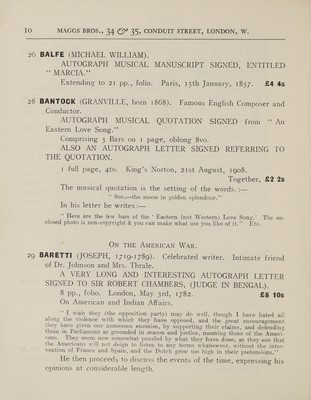 10 MAGGS BROS., 34 & 35, CONDUIT STREET, LONDON, W.
26 BALFE (MICHAEL WILLIAM).
AUTOGRAPH MUSICAL MANUSCRIPT SIGNED, ENTITLED
“ MARCIA.”
Extending to 21 pp., folio. Paris, 15th January, 1837. £4 4s
28 BANTOCK (GRANVILLE, born 1868). Famous English Composer and
Conductor.
AUTOGRAPH MUSICAL QUOTATION SIGNED from “ An
Eastern Love Song.”
Comprising 3 Bars on 1 page, oblong 8vo.
ALSO AN AUTOGRAPH LETTER SIGNED REFERRING TO
THE QUOTATION.
1 full page, 4to. King's Norton, 21st August, 1908.
Together, £2 2s
The musical quotation is the setting of the words.:—
“ See,—the moon in golden splendour.”
In his letter he writes:—
“ Here are the few bars of the ‘ Eastern (not Western) Love Song.’ The en-
closed photo is non-copyright & you can make what use you like of it.” Etc.
ON THE AMERICAN WAR.
29 BARETTI (JOSEPH, 1719-1789). Celebrated writer. Intimate friend
of Dr. Johnson and Mrs. Thrale.
A VERY LONG AND INTERESTING AUTOGRAPH LETTER
SIGNED TO SIR ROBERT CHAMBERS, (JUDGE IN BENGAL).
8 pp., folio. London, May 3rd, 1782. £8 10s
On American and Indian Affairs.
“ I wish they (the opposition party) may do well, though I have hated all
along the violence with which they have opposed, and the great encouragement
they have given our numerous enemies, by supporting their claims, and defending
them in Parliament as grounded in reason and justice, meaning those of the Ameri-
cans. They seem now somewhat puzzled by what they have done, as they see that
the Americans will not deign to listen to any terms whatsoever, without the inter-
vention of France and Spain, and the Dutch grow too high in their pretensions.”
He then proceeds to discuss the events of the time, expressing his
opinions at considerable length.